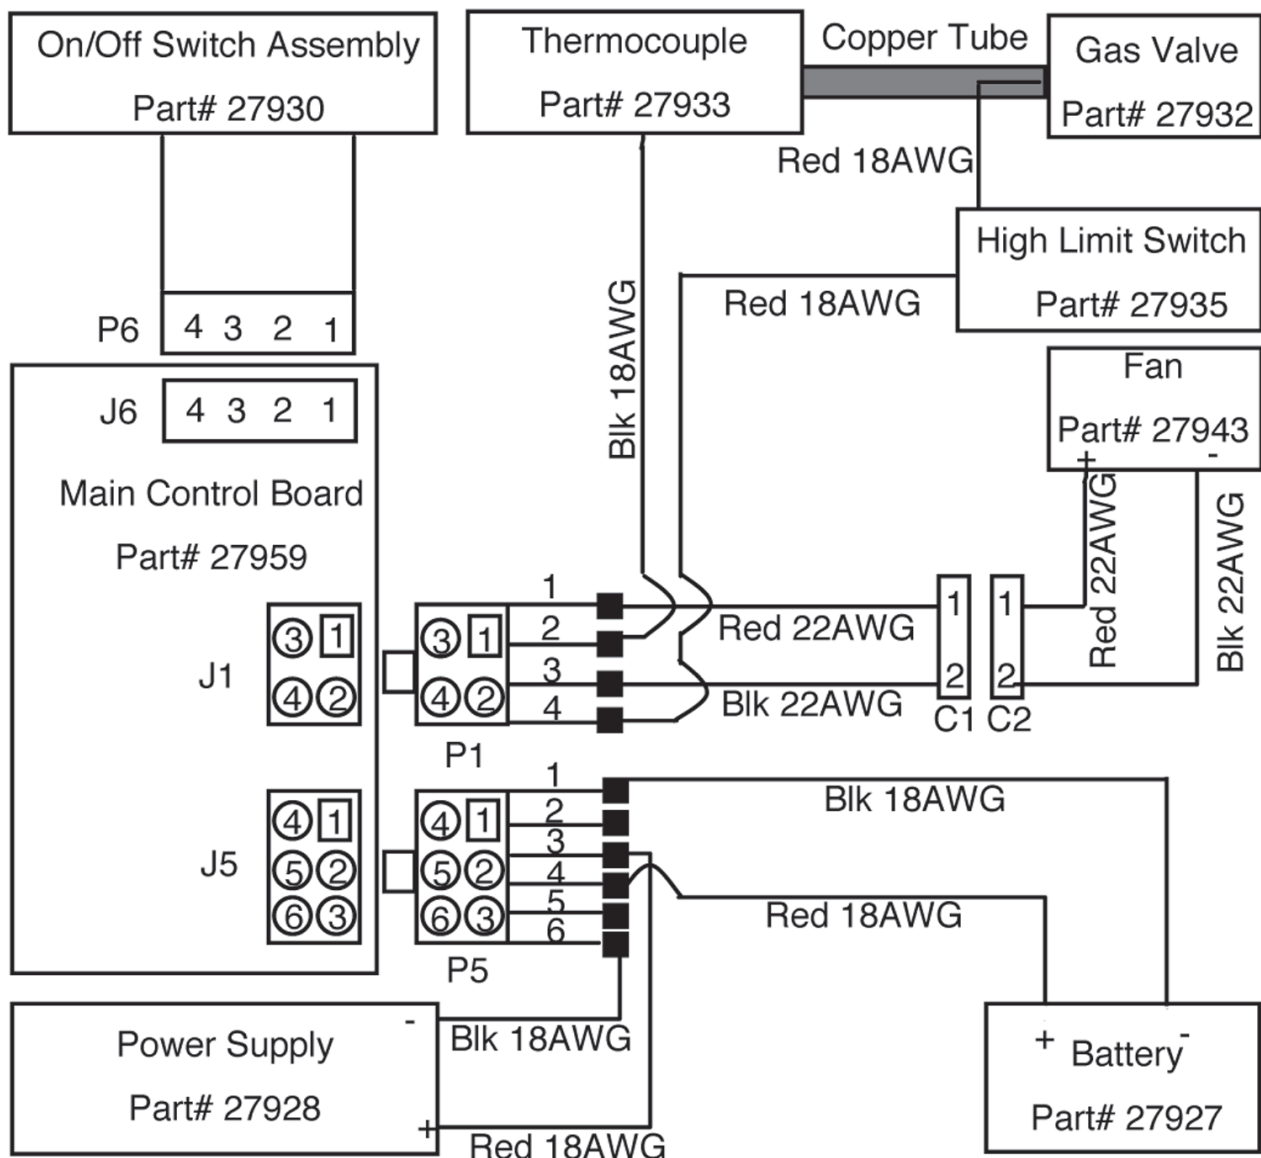 On/Off Switch Assembly
Part# 27930
Thermocouple
Part# 27933
Copper Tube
Gas Valve
Part# 27932
Red 18AWG
High Limit Switch
Part# 27935
Red 18AWG
Blk 18AWG
P6
4 3 2 1
J6
4 3 2 1
Main Control Board
Part# 27959
Fan
Part# 27943
+ -
Red 22AWG
Blk 22AWG
J1
3 1
4 2
3 1
4 2
P1
1
2
3
4
Red 22AWG
Blk 22AWG
1
2
C1
1
2
C2
J5
4 1
5 2
6 3
4 1
5 2
6 3
P5
1
2
3
4
5
6
Blk 18AWG
Red 18AWG
-
Power Supply
Part# 27928
+
Blk 18AWG
Red 18AWG
+ Battery -
Part# 27927